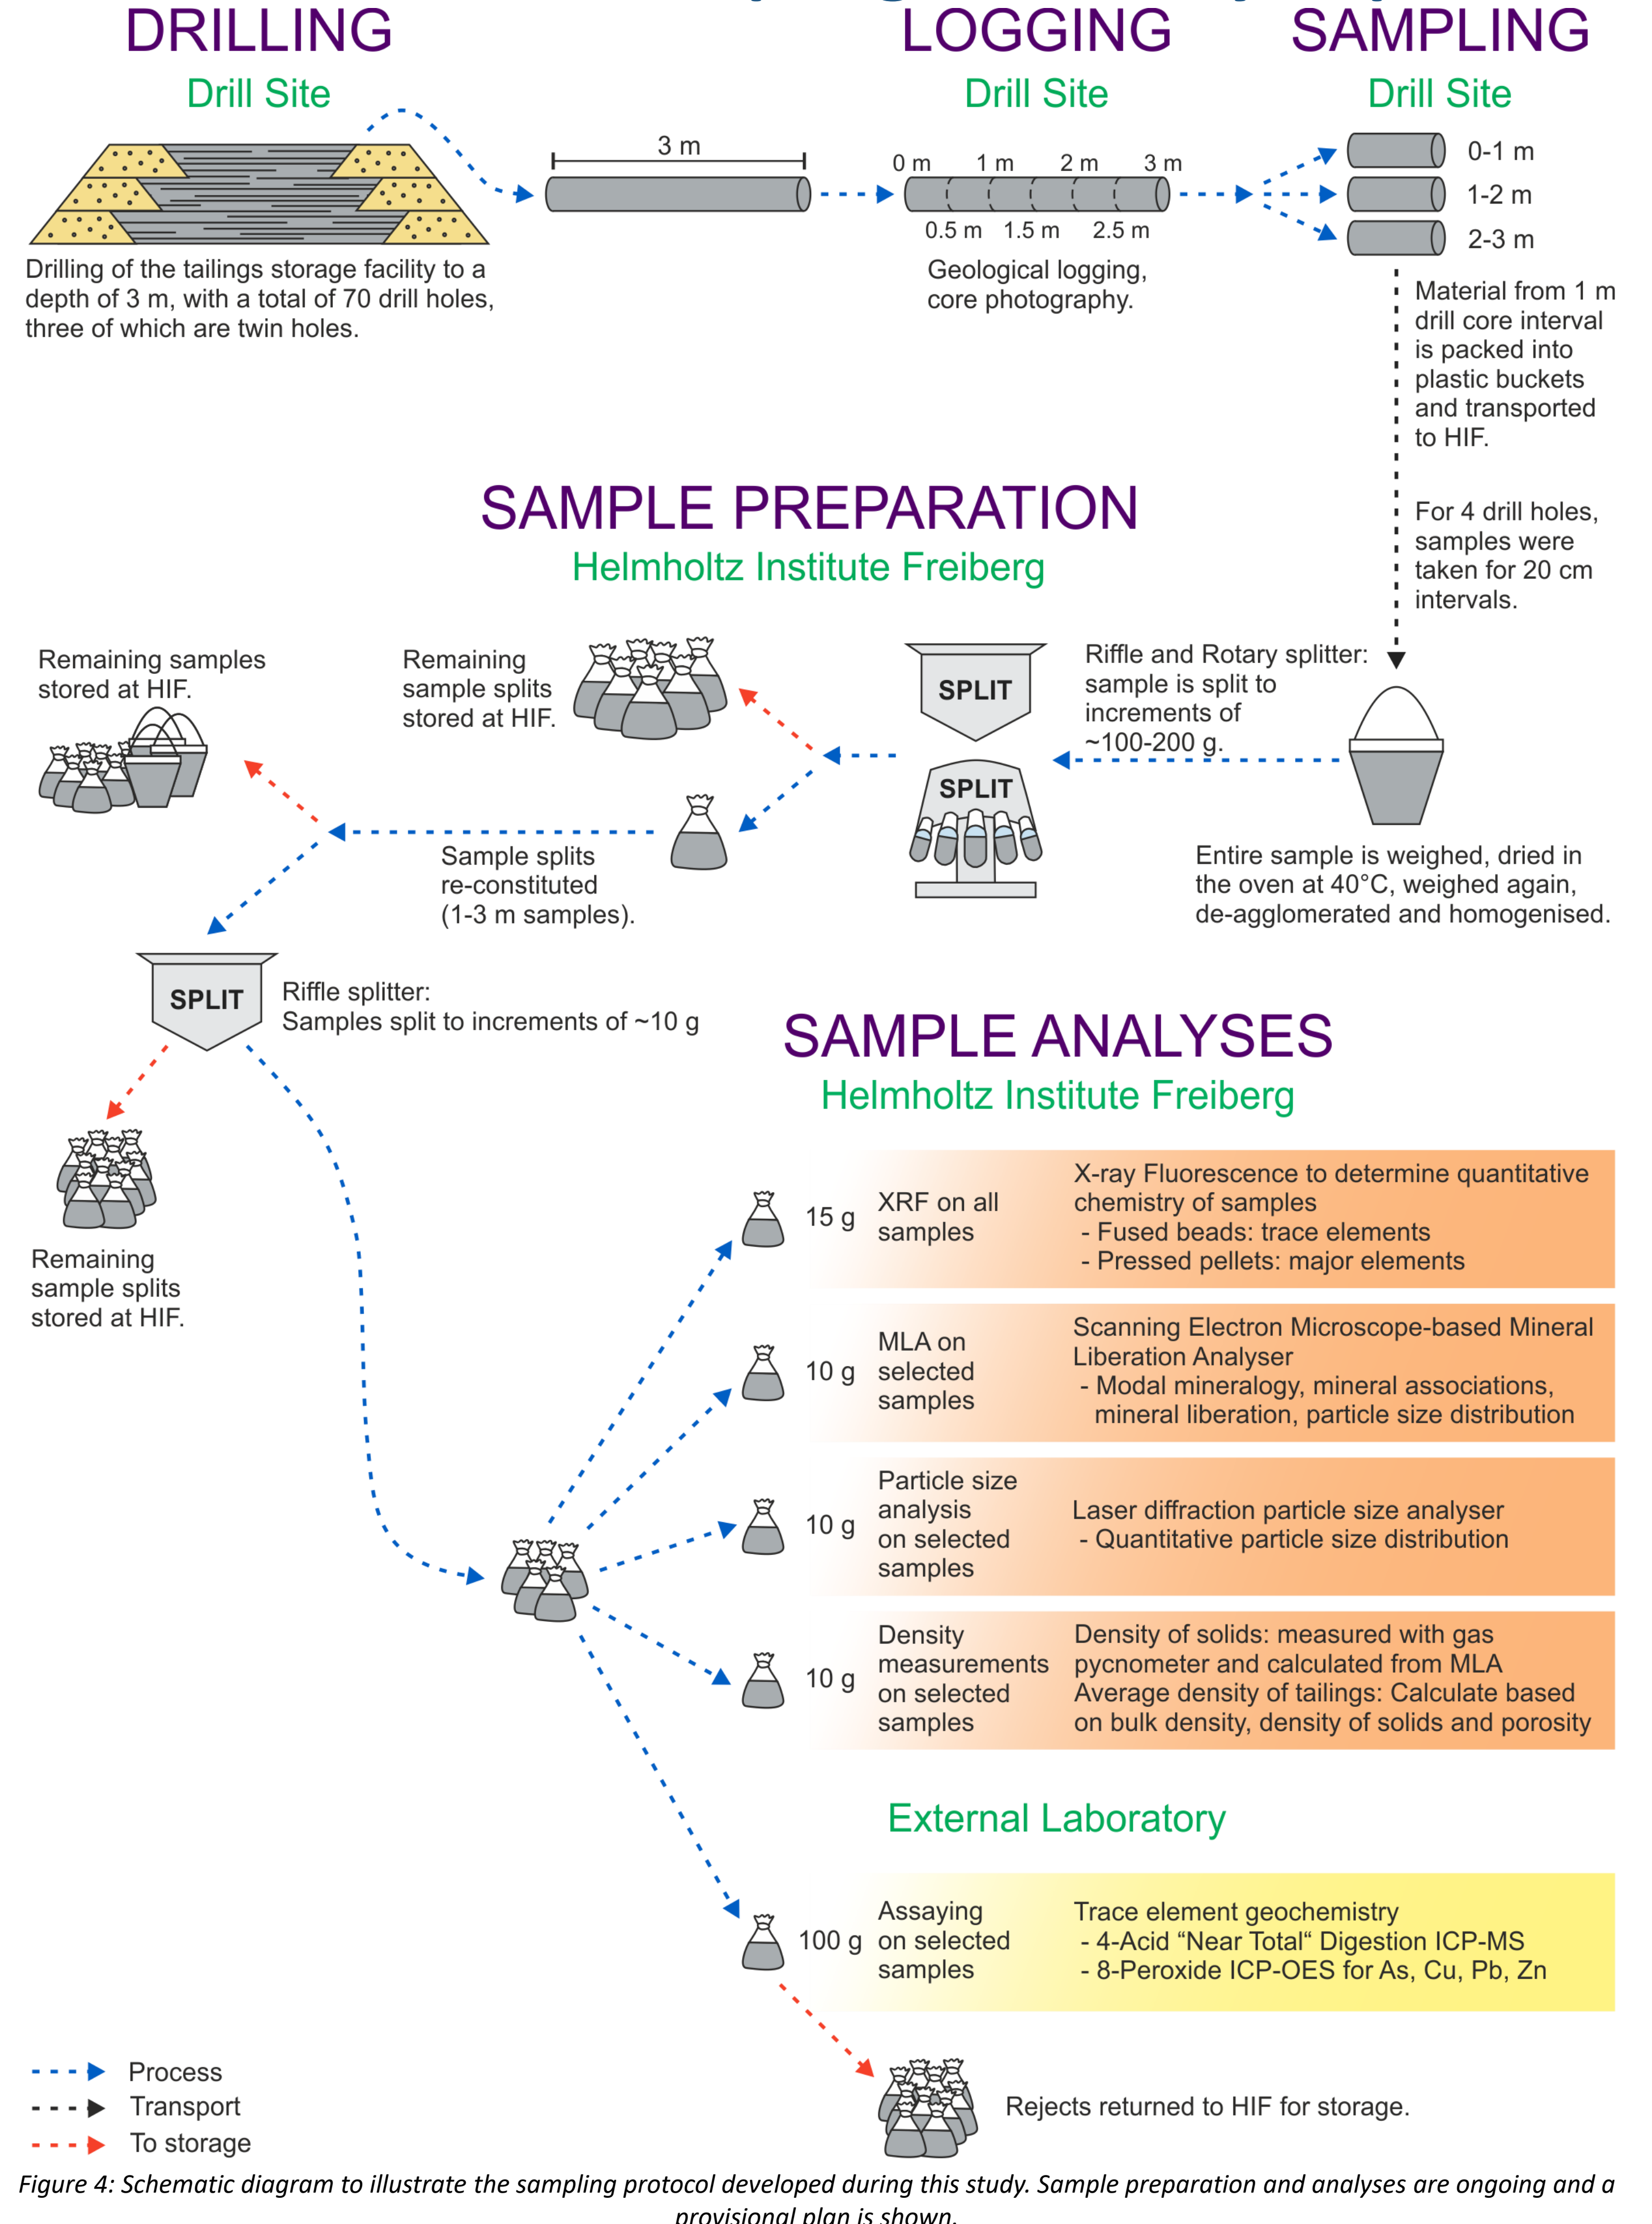 DRILLING
Drill Site
3 m
Drilling of the tailings storage facility to a
depth of 3 m, with a total of 70 drill holes,
three of which are twin holes.
LOGGING
Drill Site
0 m 1 m 2 m 3 m
0.5 m 1.5 m 2.5 m
Geological logging,
core photography.
SAMPLING
Drill Site
0-1 m
1-2 m
2-3 m
Material from 1 m
drill core interval
is packed into
plastic buckets
and transported
to HIF.
For 4 drill holes,
samples were
taken for 20 cm
intervals.
SAMPLE PREPARATION
Helmholtz Institute Freiberg
Riffle and Rotary splitter:
sample is split to
increments of
~100-200 g.
Entire sample is weighed, dried in
the oven at 40°C, weighed again,
de-agglomerated and homogenised.
SPLIT
SPLIT
Remaining
sample splits
stored at HIF.
Remaining samples
stored at HIF.
Sample splits
re-constituted
(1-3 m samples).
SPLIT
Riffle splitter:
Samples split to increments of ~10 g
Remaining
sample splits
stored at HIF.
SAMPLE ANALYSES
Helmholtz Institute Freiberg
15 g
XRF on all
samples
X-ray Fluorescence to determine quantitative
chemistry of samples
- Fused beads: trace elements
- Pressed pellets: major elements
10 g
MLA on
selected
samples
Scanning Electron Microscope-based Mineral
Liberation Analyser
- Modal mineralogy, mineral associations,
mineral liberation, particle size distribution
10 g
Particle size
analysis
on selected
samples
Laser diffraction particle size analyser
- Quantitative particle size distribution
10 g
Density
measurements
on selected
samples
Density of solids: measured with gas
pycnometer and calculated from MLA
Average density of tailings: Calculate based
on bulk density, density of solids and porosity
External Laboratory
100 g
Assaying
on selected
samples
Trace element geochemistry
- 4-Acid “Near Total“ Digestion ICP-MS
- 8-Peroxide ICP-OES for As, Cu, Pb, Zn
Rejects returned to HIF for storage.
Process
Transport
To storage
Figure 4: Schematic diagram to illustrate the sampling protocol developed during this study. Sample preparation and analyses are ongoing and a
provisional plan is shown.